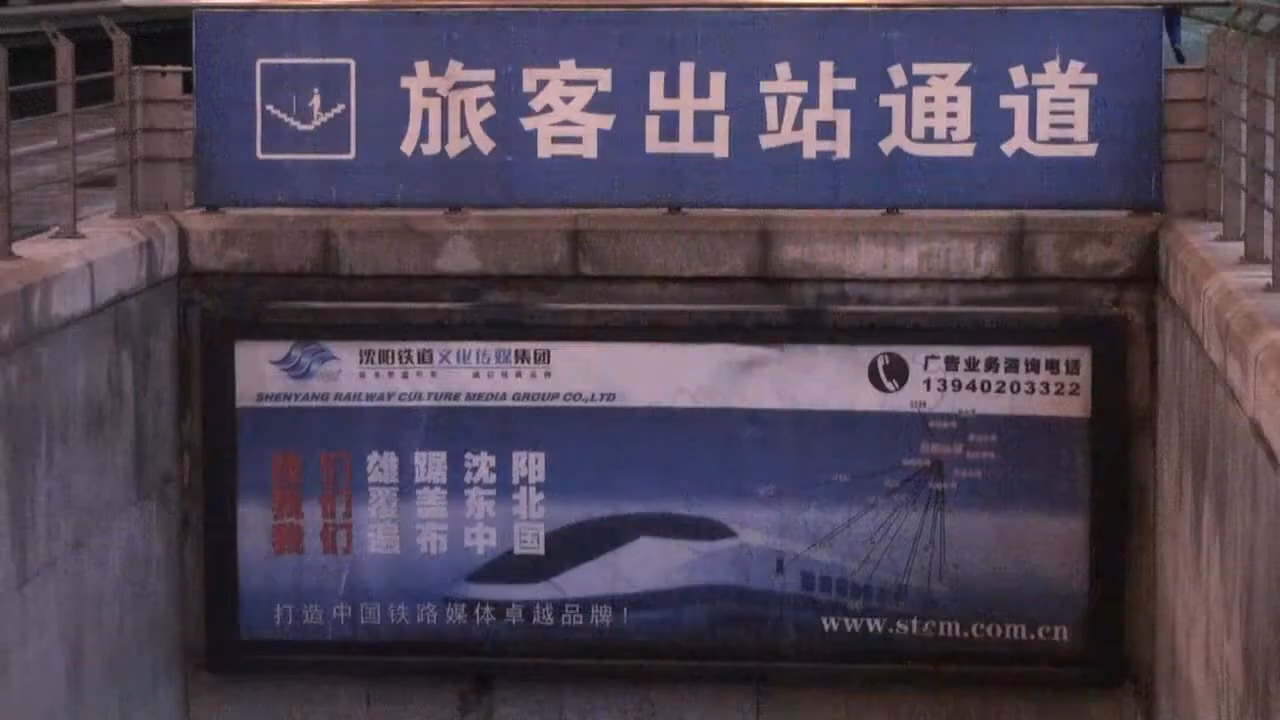 旅客出站通道
沈阳铁道文化传媒集团
SHENYANG RAILWAY CULTURE MEDIA GROUP CO.,LTD
广告业务咨询电话
13940203322
我们雄踞沈阳
我们覆盖东北
我们遍布中国
打造中国铁路媒体卓越品牌!
www.stcm.com.cn